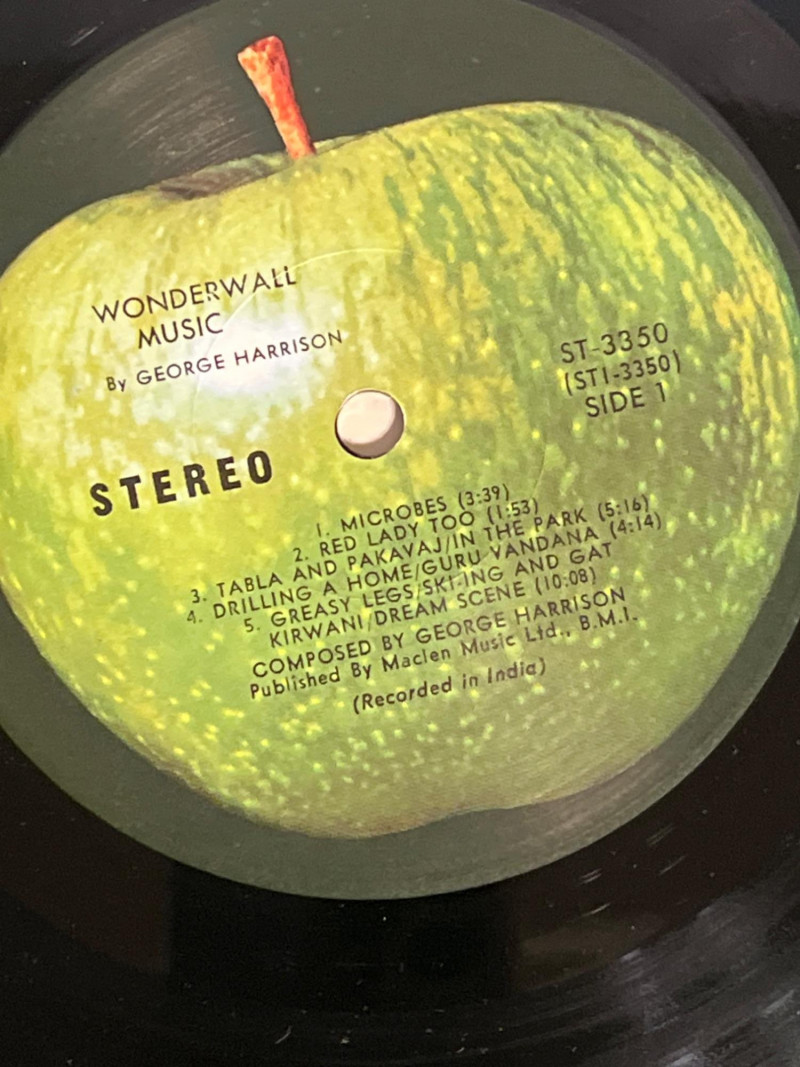 WONDERWALL
MUSIC
By GEORGE HARRISON
ST-3350
(ST1-3350)
SIDE 1
STEREO
1. MICROBES (3:39)
2. RED LADY TOO (1:53)
3. TABLA AND PAKAVAJ/IN THE PARK (5:16)
4. DRILLING A HOME/GURU VANDANA (4:14)
5. GREASY LEGS/SKI-ING AND GAT
KIRWANI/DREAM SCENE (10:08)
COMPOSED BY GEORGE HARRISON
Published By Maclen Music Ltd., B.M.I.
(Recorded in India)